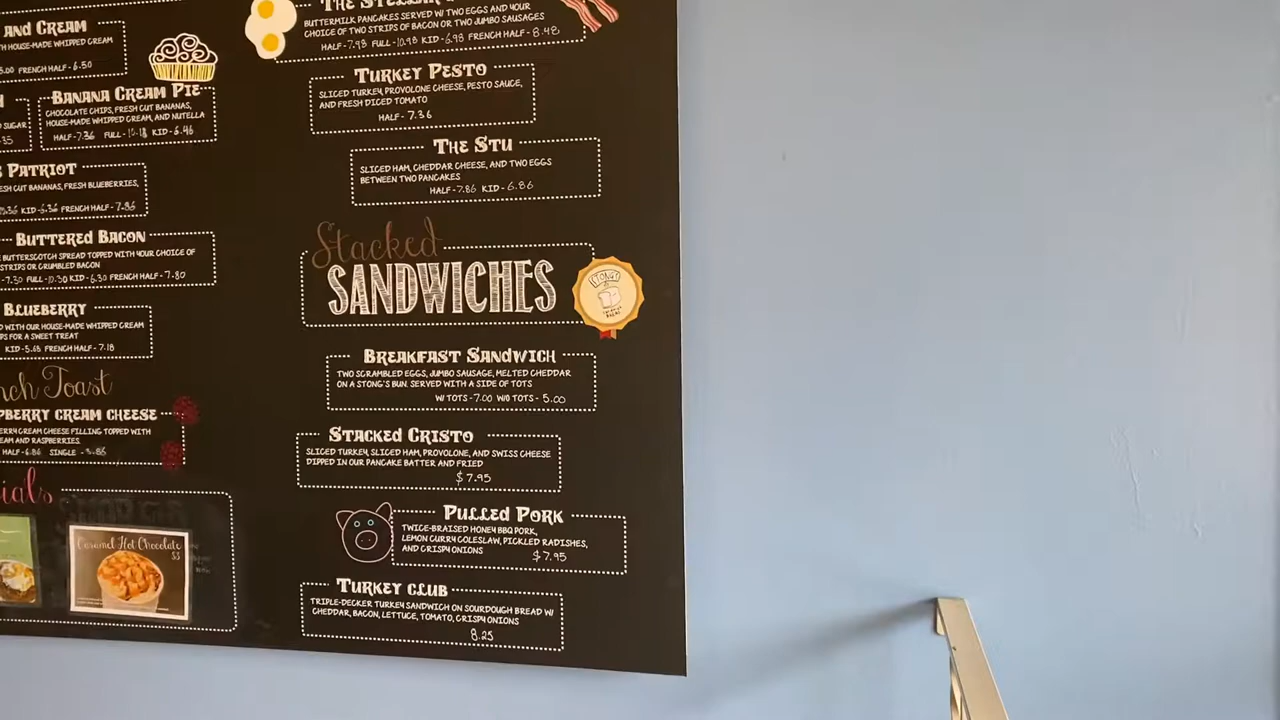 AND CREAM
HOUSE-MADE WHIPPED CREAM
FRENCH HALF-6.50
BANANA CREAM PIE
CHOCOLATE CHIPS, FRESH CUT BANANAS,
HOUSE-MADE WHIPPED CREAM, AND NUTELLA
HALF-7.36 FULL-10.18 KID-6.46
SUGAR
PATRIOT
CUT BANANAS, FRESH BLUEBERRIES,
KID-6.36 FRENCH HALF-7.86
BUTTERED BACON
BUTTERSCOTCH SPREAD TOPPED WITH YOUR CHOICE OF
STRIPS OR CRUMBLED BACON
-7.30 FULL-10.30 KID-6.30 FRENCH HALF-7.80
BLUEBERRY
WITH OUR HOUSE-MADE WHIPPED CREAM
FOR A SWEET TREAT
KID-5.68 FRENCH HALF-7.18
Toast
CREAM CHEESE
CREAM CHEESE FILLING TOPPED WITH
AND RASPBERRIES.
HALF-6.86 SINGLE -3.86
Caramel Hot Chocolate
$5
THE
BUTTERMILK PANCAKES SERVED W/ TWO EGGS AND YOUR
CHOICE OF TWO STRIPS OF BACON OR TWO JUMBO SAUSAGES
HALF-7.98 FULL-10.98 KID-6.98 FRENCH HALF-8.48
TURKEY PESTO
SLICED TURKEY, PROVOLONE CHEESE, PESTO SAUCE,
AND FRESH DICED TOMATO
HALF- 7.36
THE STU
SLICED HAM, CHEDDAR CHEESE, AND TWO EGGS
BETWEEN TWO PANCAKES
HALF-7.86 KID-6.86
Stacked
SANDWICHES
STONG'S
BREAKFAST SANDWICH
TWO SCRAMBLED EGGS, JUMBO SAUSAGE, MELTED CHEDDAR
ON A STONG'S BUN. SERVED WITH A SIDE OF TOTS
W/ TOTS-7.00 W/O TOTS-5.00
STACKED CRISTO
SLICED TURKEY, SLICED HAM, PROVOLONE, AND SWISS CHEESE
DIPPED IN OUR PANCAKE BATTER AND FRIED
$7.95
PULLED PORK
TWICE-BRAISED HONEY BBQ PORK,
LEMON CURRY COLESLAW, PICKLED RADISHES,
AND CRISPY ONIONS
$7.95
TURKEY CLUB
TRIPLE-DECKER TURKEY SANDWICH ON SOURDOUGH BREAD W/
CHEDDAR, BACON, LETTUCE, TOMATO, CRISPY ONIONS
8.25